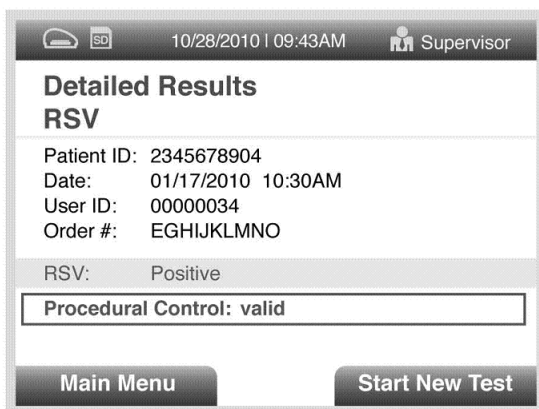 SD 10/28/2010 | 09:43AM Supervisor
Detailed Results
RSV
Patient ID: 2345678904
Date: 01/17/2010 10:30AM
User ID: 00000034
Order #: EGHIJKLMNO
RSV: Positive
Procedural Control: valid
Main Menu Start New Test